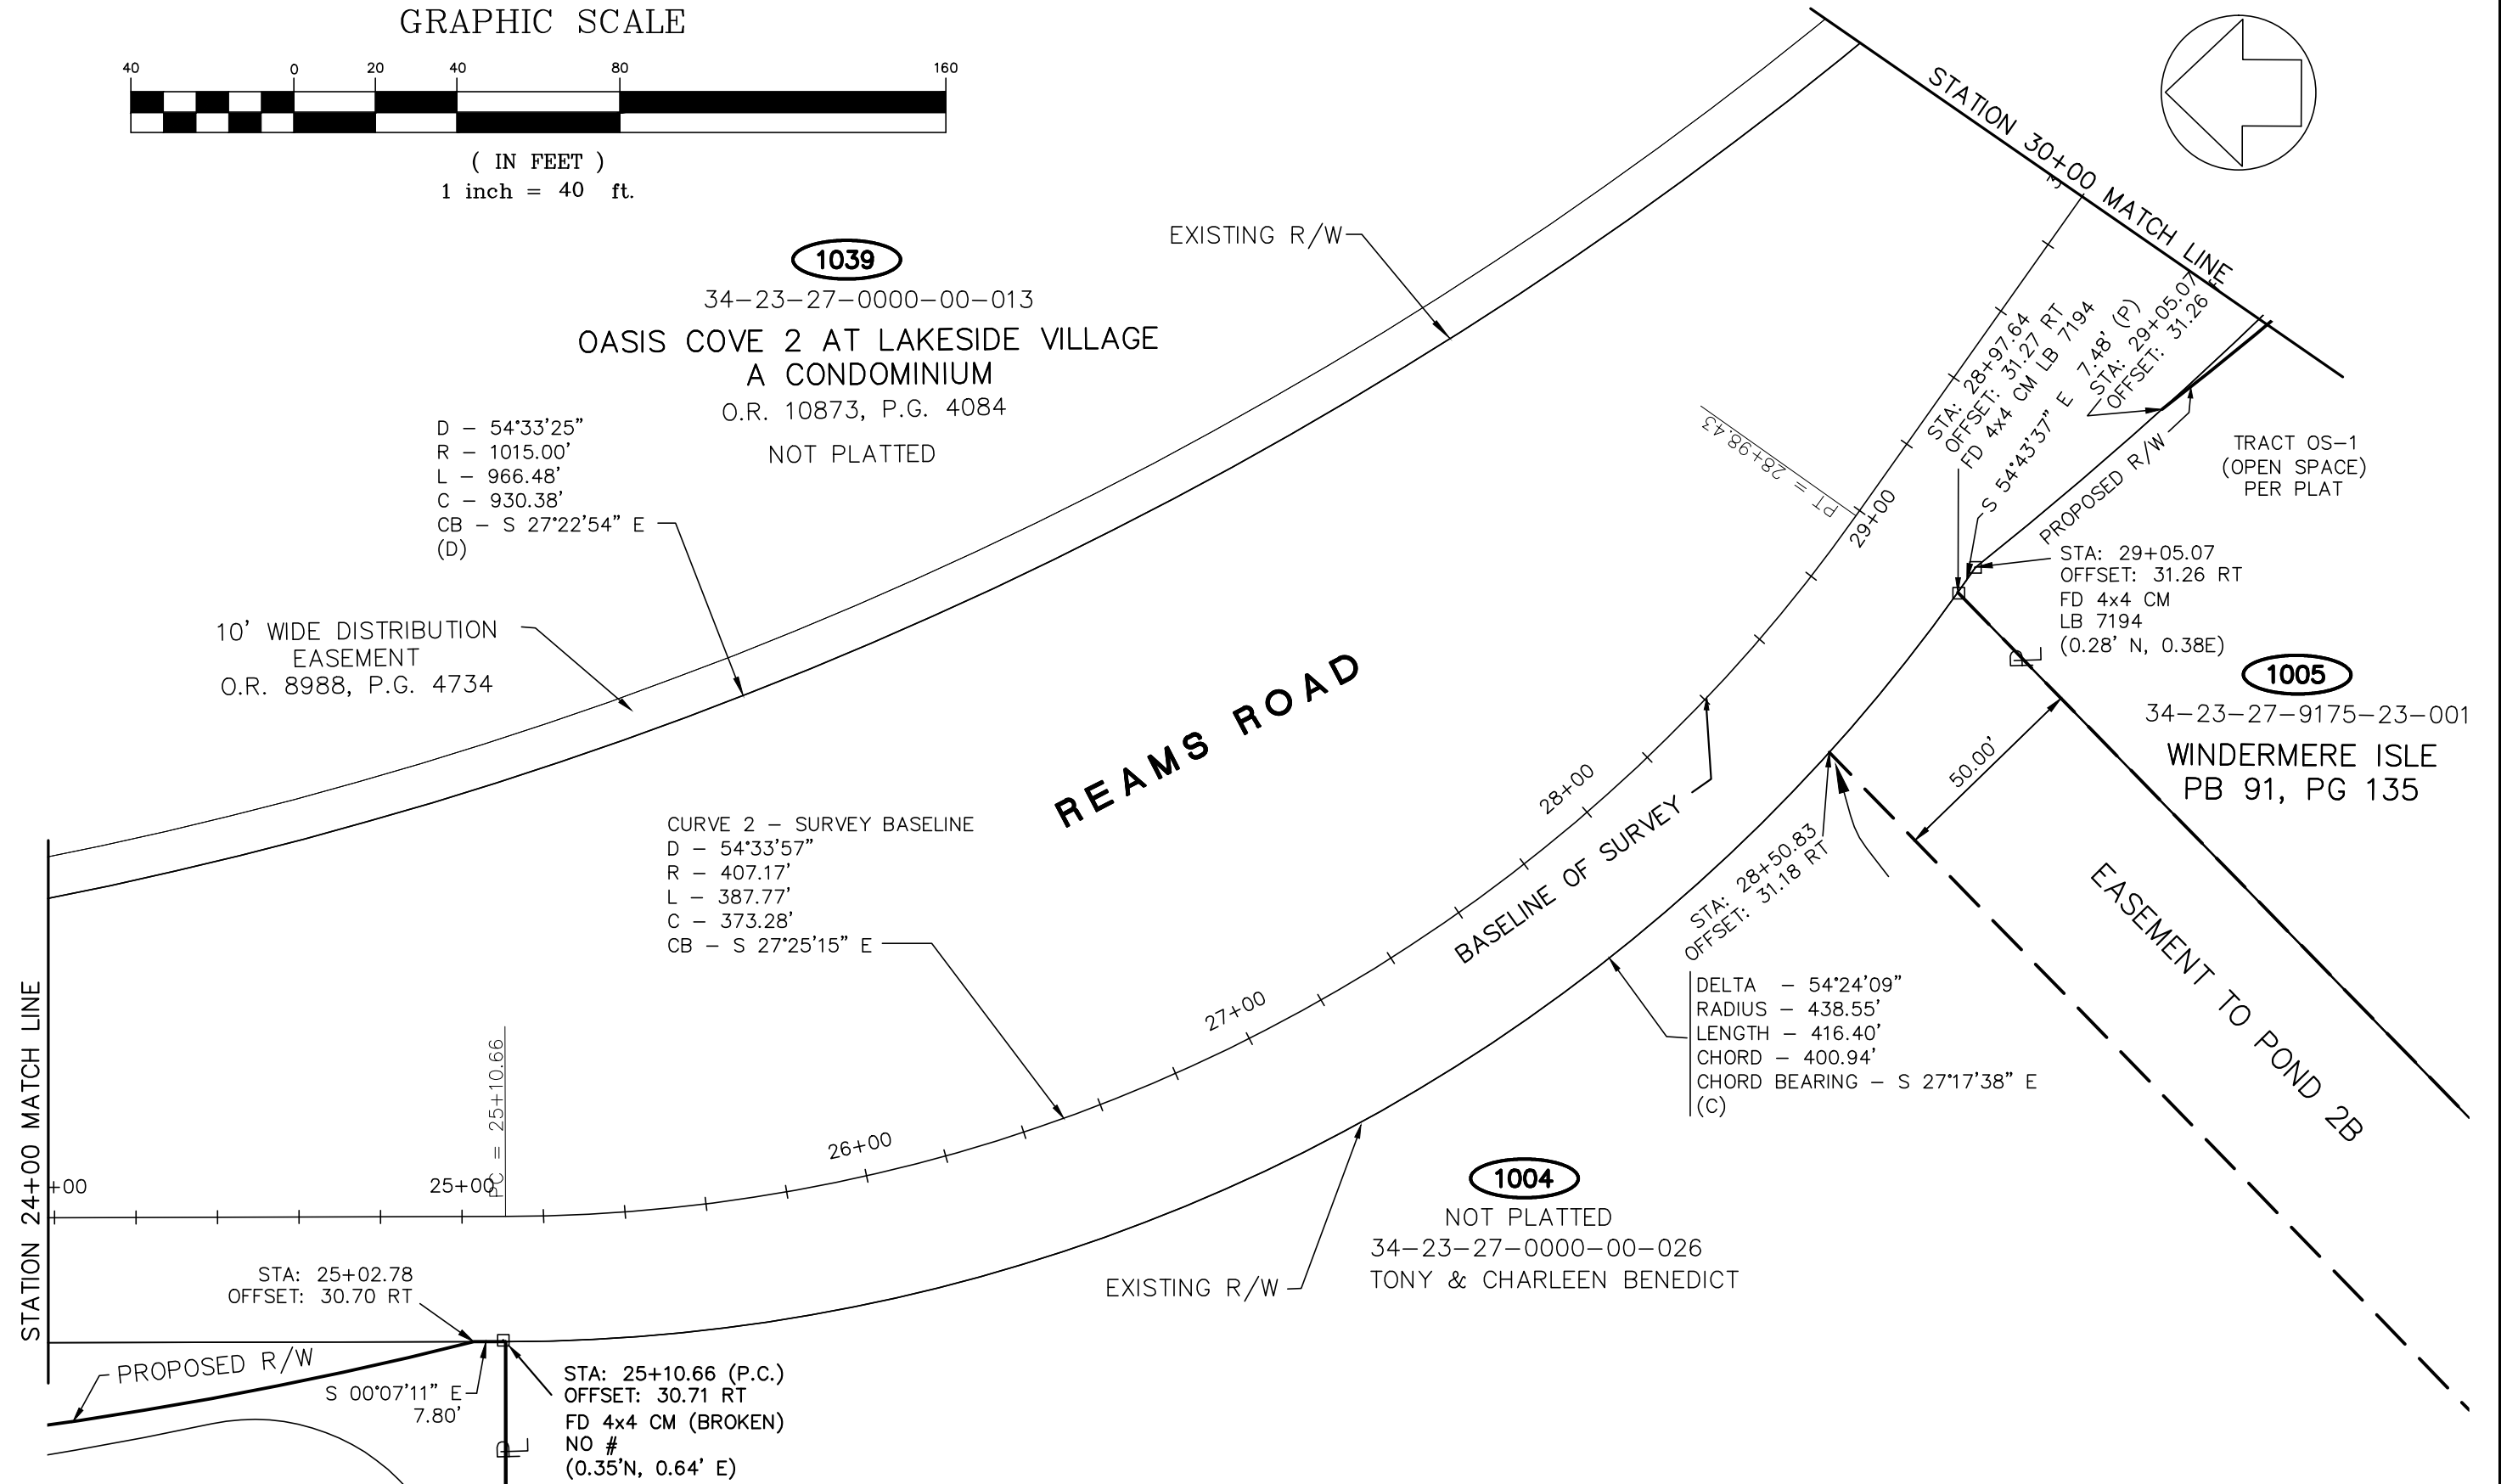 GRAPHIC SCALE
40 0 20 40 80 160
( IN FEET )
1 inch = 40 ft.
1039
34-23-27-0000-00-013
OASIS COVE 2 AT LAKESIDE VILLAGE
A CONDOMINIUM
O.R. 10873, P.G. 4084
NOT PLATTED
EXISTING R/W
STATION 30+00 MATCH LINE
D - 54°33'25"
R - 1015.00'
L - 966.48'
C - 930.38'
CB - S 27°22'54" E
(D)
10' WIDE DISTRIBUTION
EASEMENT
O.R. 8988, P.G. 4734
REAMS ROAD
PT = 28+98.43
29+00
STA: 28+97.64
OFFSET: 31.27 RT
FD 4x4 CM LB 7194
S 54°43'37" E 7.48' (P)
STA: 29+05.07
OFFSET: 31.26
PROPOSED R/W
TRACT OS-1
(OPEN SPACE)
PER PLAT
STA: 29+05.07
OFFSET: 31.26 RT
FD 4x4 CM
LB 7194
(0.28' N, 0.38E)
PL
1005
34-23-27-9175-23-001
WINDERMERE ISLE
PB 91, PG 135
50.00'
EASEMENT TO POND 2B
28+00
BASELINE OF SURVEY
STA: 28+50.83
OFFSET: 31.18 RT
CURVE 2 - SURVEY BASELINE
D - 54°33'57"
R - 407.17'
L - 387.77'
C - 373.28'
CB - S 27°25'15" E
27+00
DELTA - 54°24'09"
RADIUS - 438.55'
LENGTH - 416.40'
CHORD - 400.94'
CHORD BEARING - S 27°17'38" E
(C)
26+00
STATION 24+00 MATCH LINE
+00
25+00
PC = 25+10.66
1004
NOT PLATTED
34-23-27-0000-00-026
TONY & CHARLEEN BENEDICT
EXISTING R/W
STA: 25+02.78
OFFSET: 30.70 RT
PROPOSED R/W
S 00°07'11" E
7.80'
STA: 25+10.66 (P.C.)
OFFSET: 30.71 RT
FD 4x4 CM (BROKEN)
NO #
(0.35'N, 0.64' E)
PL